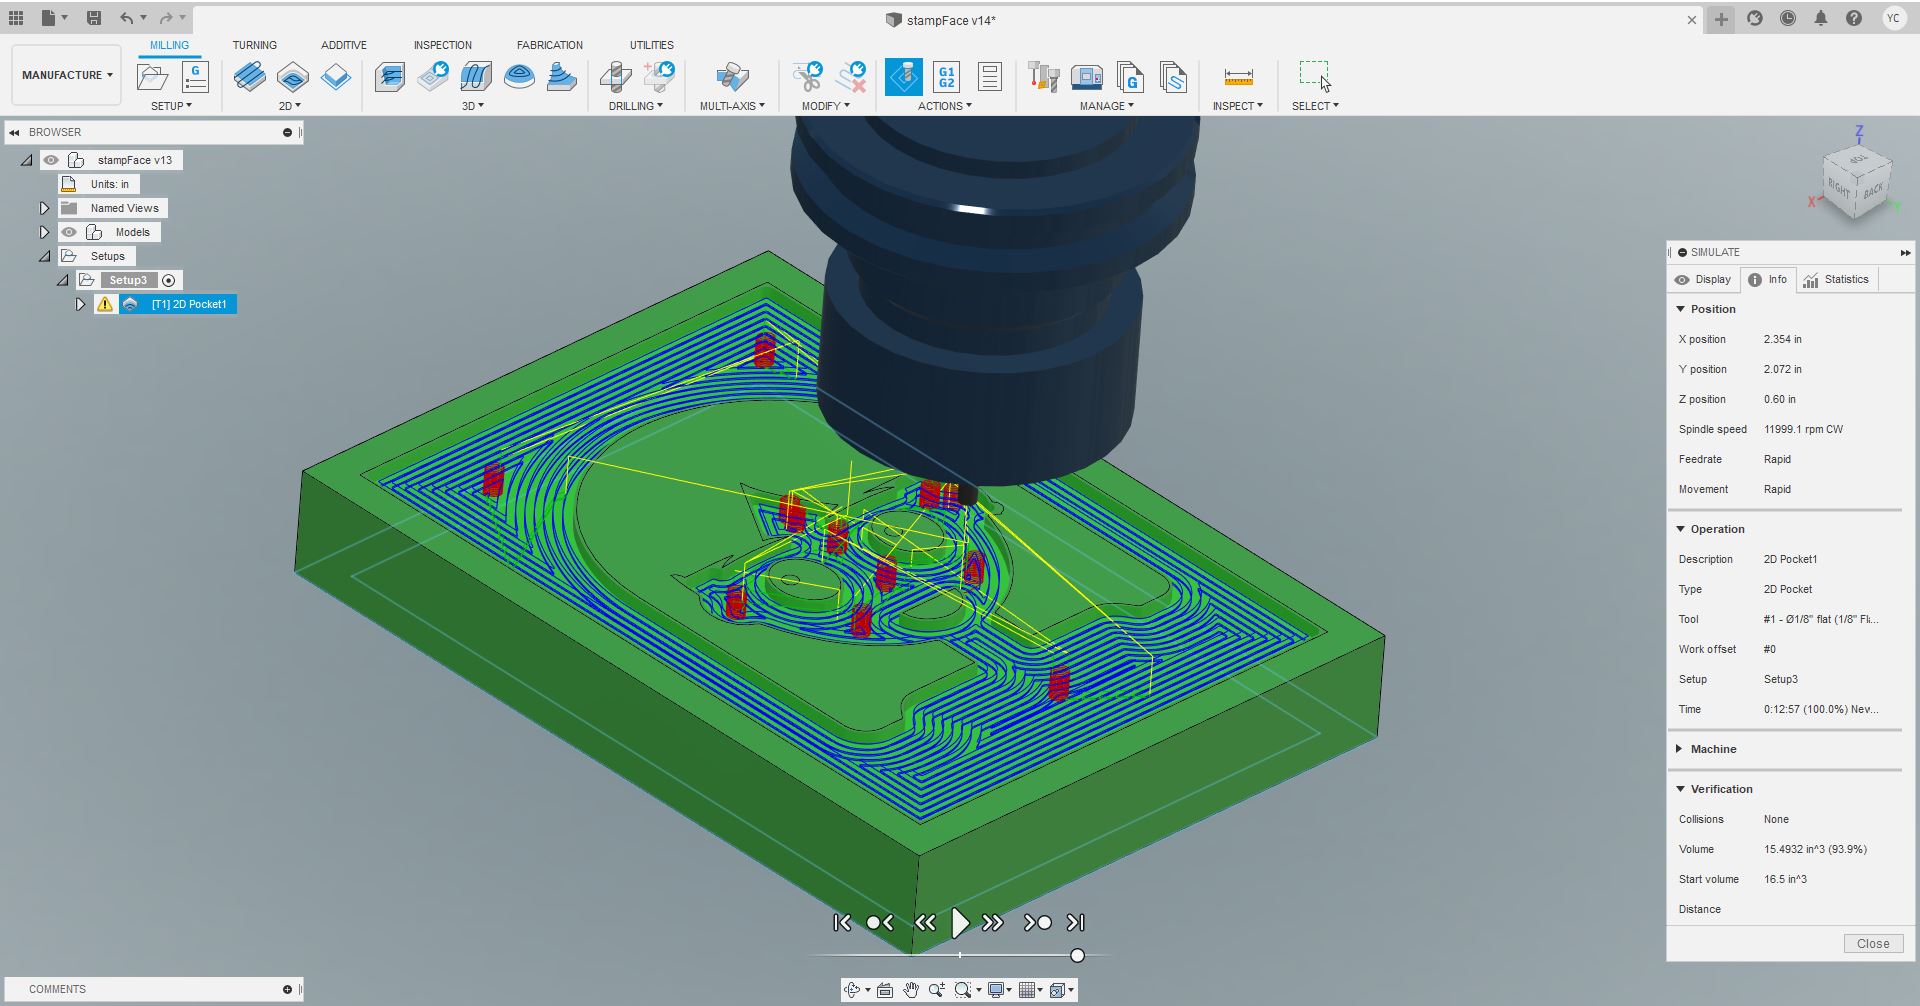 stampFace v14*
YC
MANUFACTURE
MILLING
TURNING
ADDITIVE
INSPECTION
FABRICATION
UTILITIES
G
G1
G2
G
SETUP
2D
3D
DRILLING
MULTI-AXIS
MODIFY
ACTIONS
MANAGE
INSPECT
SELECT
BROWSER
stampFace v13
Units: in
Named Views
Models
Setups
Setup3
[T1] 2D Pocket1
Z
TOP
RIGHT
BACK
X
Y
SIMULATE
Display
Info
Statistics
Position
X position 2.354 in
Y position 2.072 in
Z position 0.60 in
Spindle speed 11999.1 rpm CW
Feedrate Rapid
Movement Rapid
Operation
Description 2D Pocket1
Type 2D Pocket
Tool #1 - Ø1/8" flat (1/8" Fl...
Work offset #0
Setup Setup3
Time 0:12:57 (100.0%) Nev...
Machine
Verification
Collisions None
Volume 15.4932 in^3 (93.9%)
Start volume 16.5 in^3
Distance
Close
COMMENTS